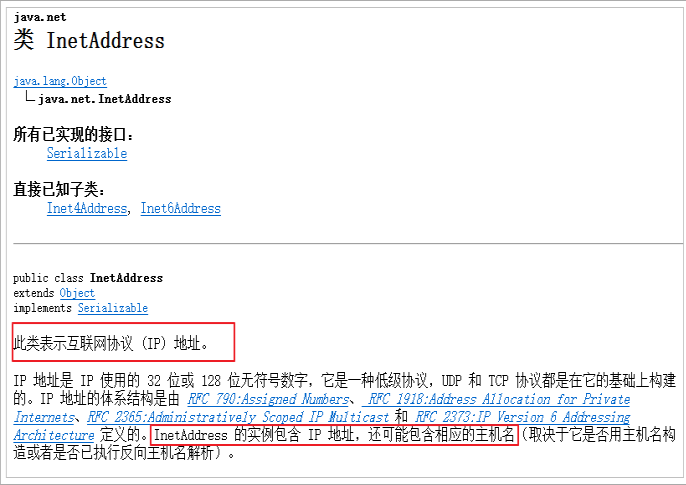 java.net
类 InetAddress
java.lang.Object
java.net.InetAddress
所有已实现的接口：
Serializable
直接已知子类：
Inet4Address, Inet6Address
public class InetAddress
extends Object
implements Serializable
此类表示互联网协议 (IP) 地址。
IP 地址是 IP 使用的 32 位或 128 位无符号数字，它是一种低级协议，UDP 和 TCP 协议都是在它的基础上构建
的。IP 地址的体系结构是由 RFC 790:Assigned Numbers、 RFC 1918:Address Allocation for Private
Internets、RFC 2365:Administratively Scoped IP Multicast 和 RFC 2373:IP Version 6 Addressing
Architecture 定义的。InetAddress 的实例包含 IP 地址，还可能包含相应的主机名（取决于它是否用主机名构
造或者是否已执行反向主机名解析）。